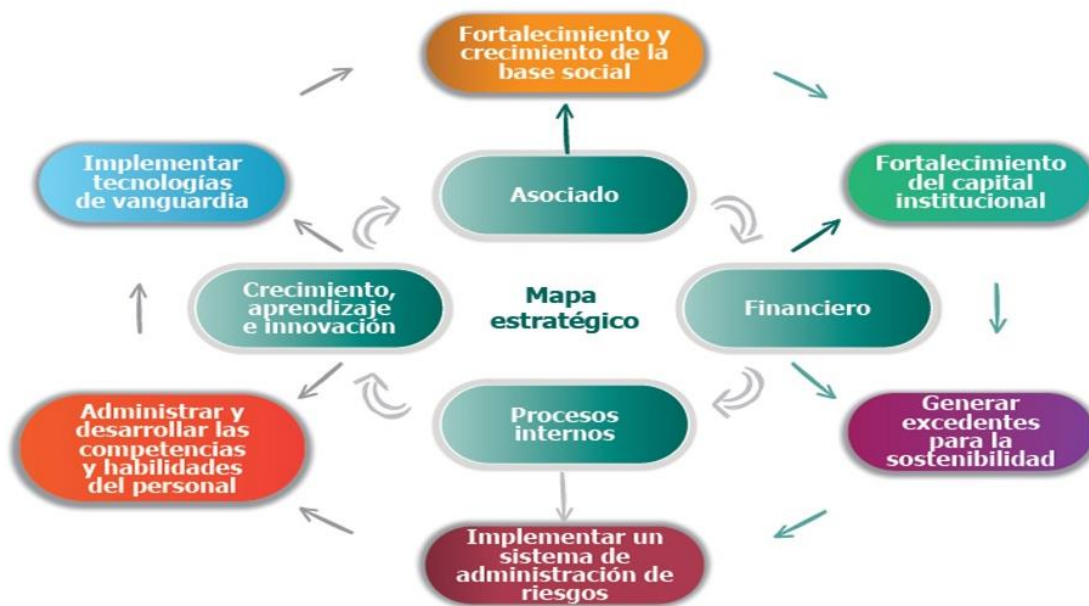 Fortalecimiento y
crecimiento de la
base social
Implementar
tecnologías
de vanguardia
Asociado
Fortalecimiento
del capital
institucional
Crecimiento,
aprendizaje
e innovación
Mapa
estratégico
Financiero
Administrar y
desarrollar las
competencias
y habilidades
del personal
Procesos
internos
Generar
excedentes
para la
sostenibilidad
Implementar un
sistema de
administración de
riesgos